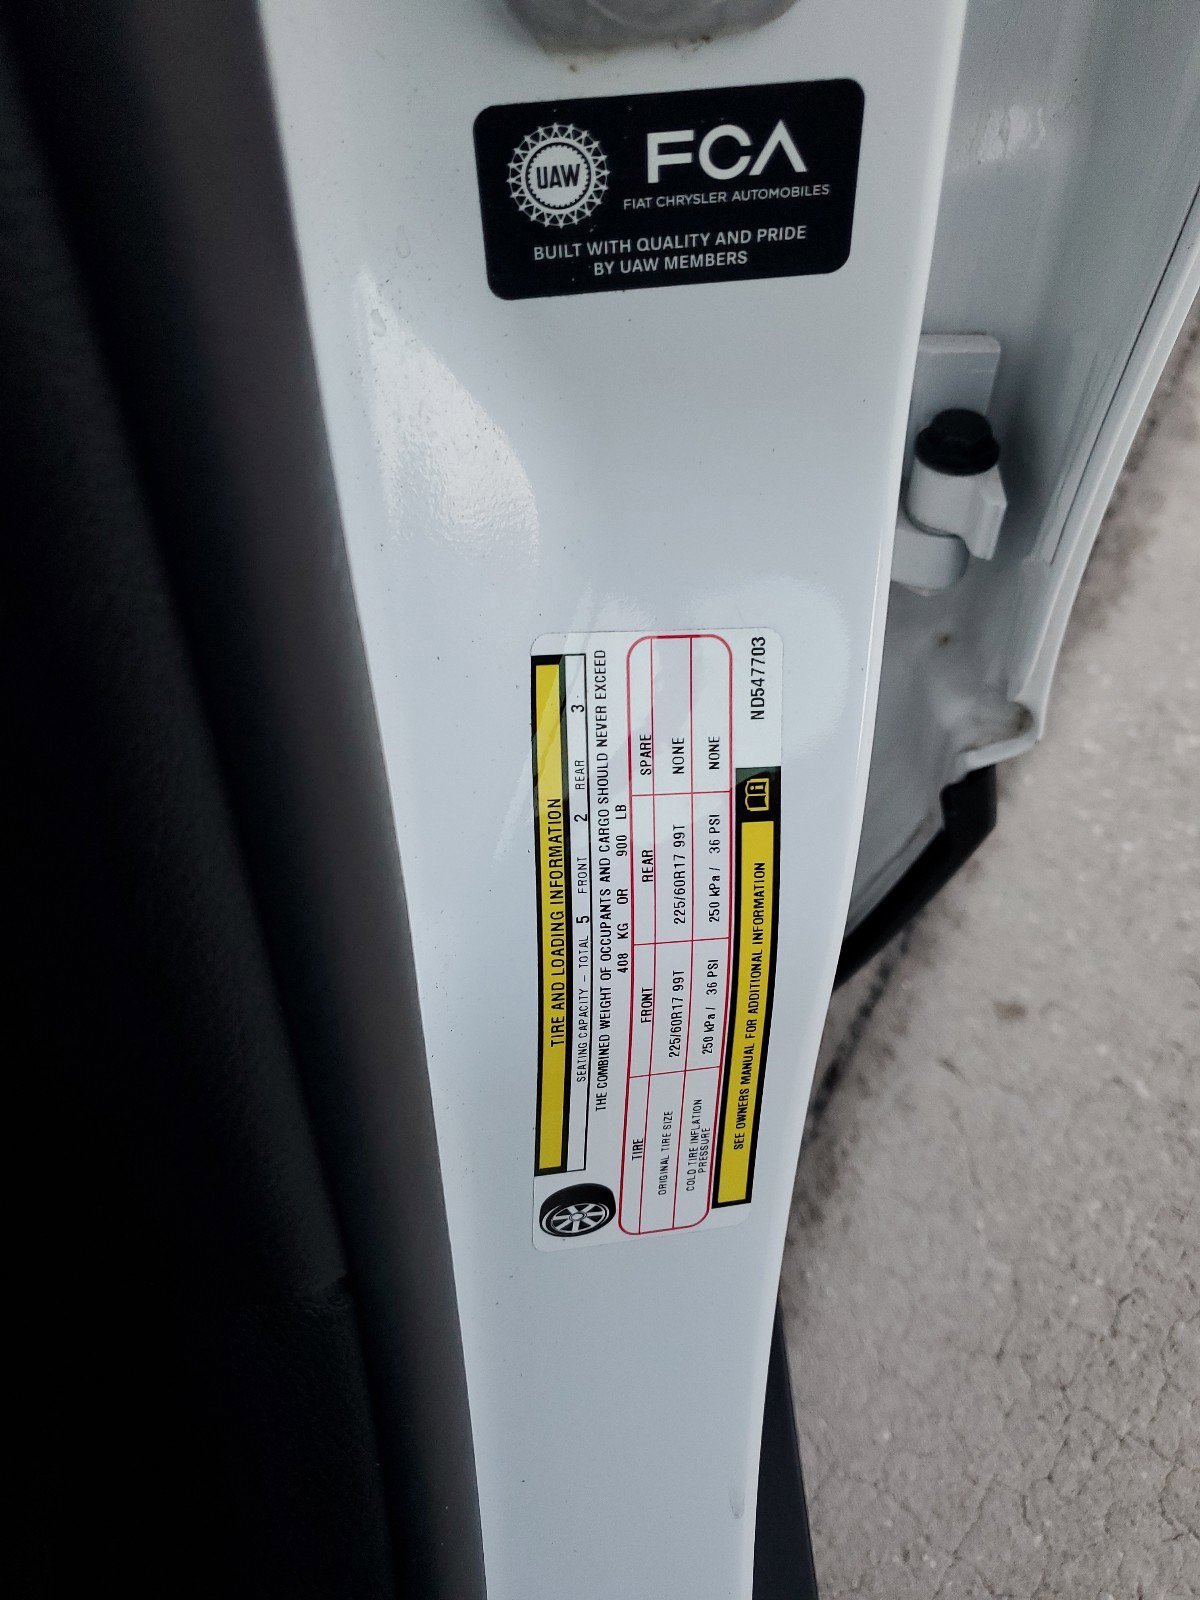 UAW
FCA
FIAT CHRYSLER AUTOMOBILES
BUILT WITH QUALITY AND PRIDE
BY UAW MEMBERS
TIRE AND LOADING INFORMATION
SEATING CAPACITY – TOTAL 5 FRONT 2 REAR 3
THE COMBINED WEIGHT OF OCCUPANTS AND CARGO SHOULD NEVER EXCEED
408 KG OR 900 LB
TIRE FRONT REAR SPARE
ORIGINAL TIRE SIZE 225/60R17 99T 225/60R17 99T NONE
COLD TIRE INFLATION PRESSURE 250 kPa / 36 PSI 250 kPa / 36 PSI NONE
SEE OWNERS MANUAL FOR ADDITIONAL INFORMATION
ND547703